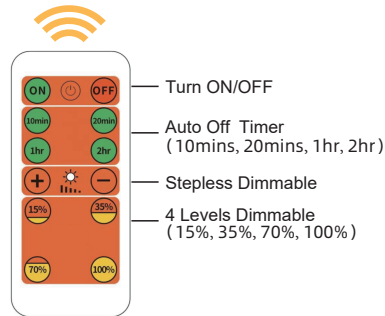 ON OFF
Turn ON/OFF
10min 20min
Auto Off Timer
1hr 2hr
(10mins, 20mins, 1hr, 2hr)
+ −
Stepless Dimmable
15% 35%
4 Levels Dimmable
(15%, 35%, 70%, 100%)
70% 100%